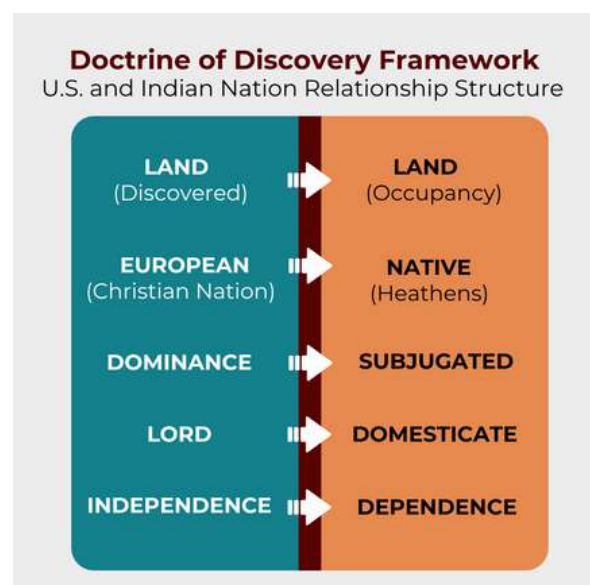 Doctrine of Discovery Framework
U.S. and Indian Nation Relationship Structure
LAND LAND
(Discovered) (Occupancy)
EUROPEAN NATIVE
(Christian Nation) (Heathens)
DOMINANCE SUBJUGATED
LORD DOMESTICATE
INDEPENDENCE DEPENDENCE